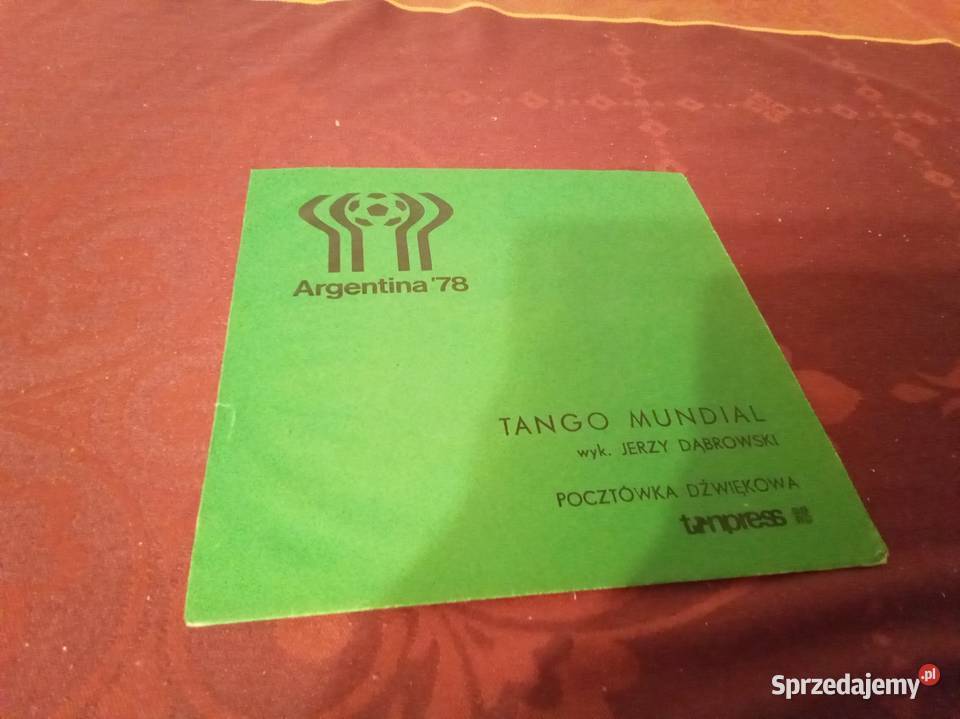 Argentina '78
TANGO MUNDIAL
wyk. JERZY DĄBROWSKI
POCZTÓWKA DŹWIĘKOWA
tonpress
Sprzedajemy.pl